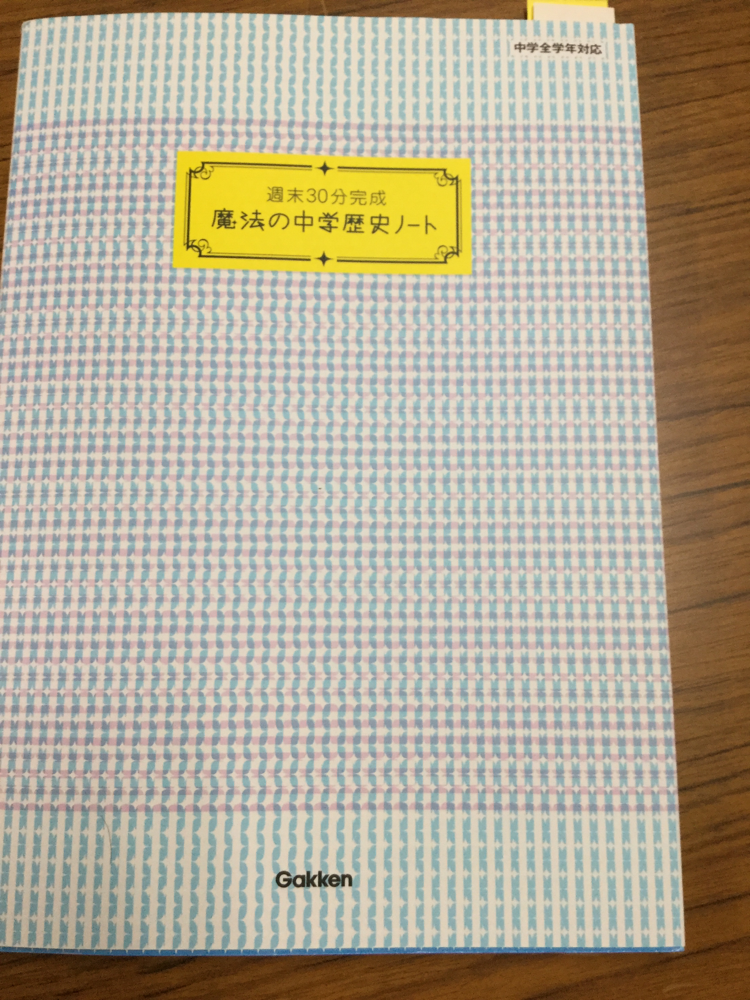 中学全学年対応
週末30分完成
魔法の中学歴史ノート
Gakken